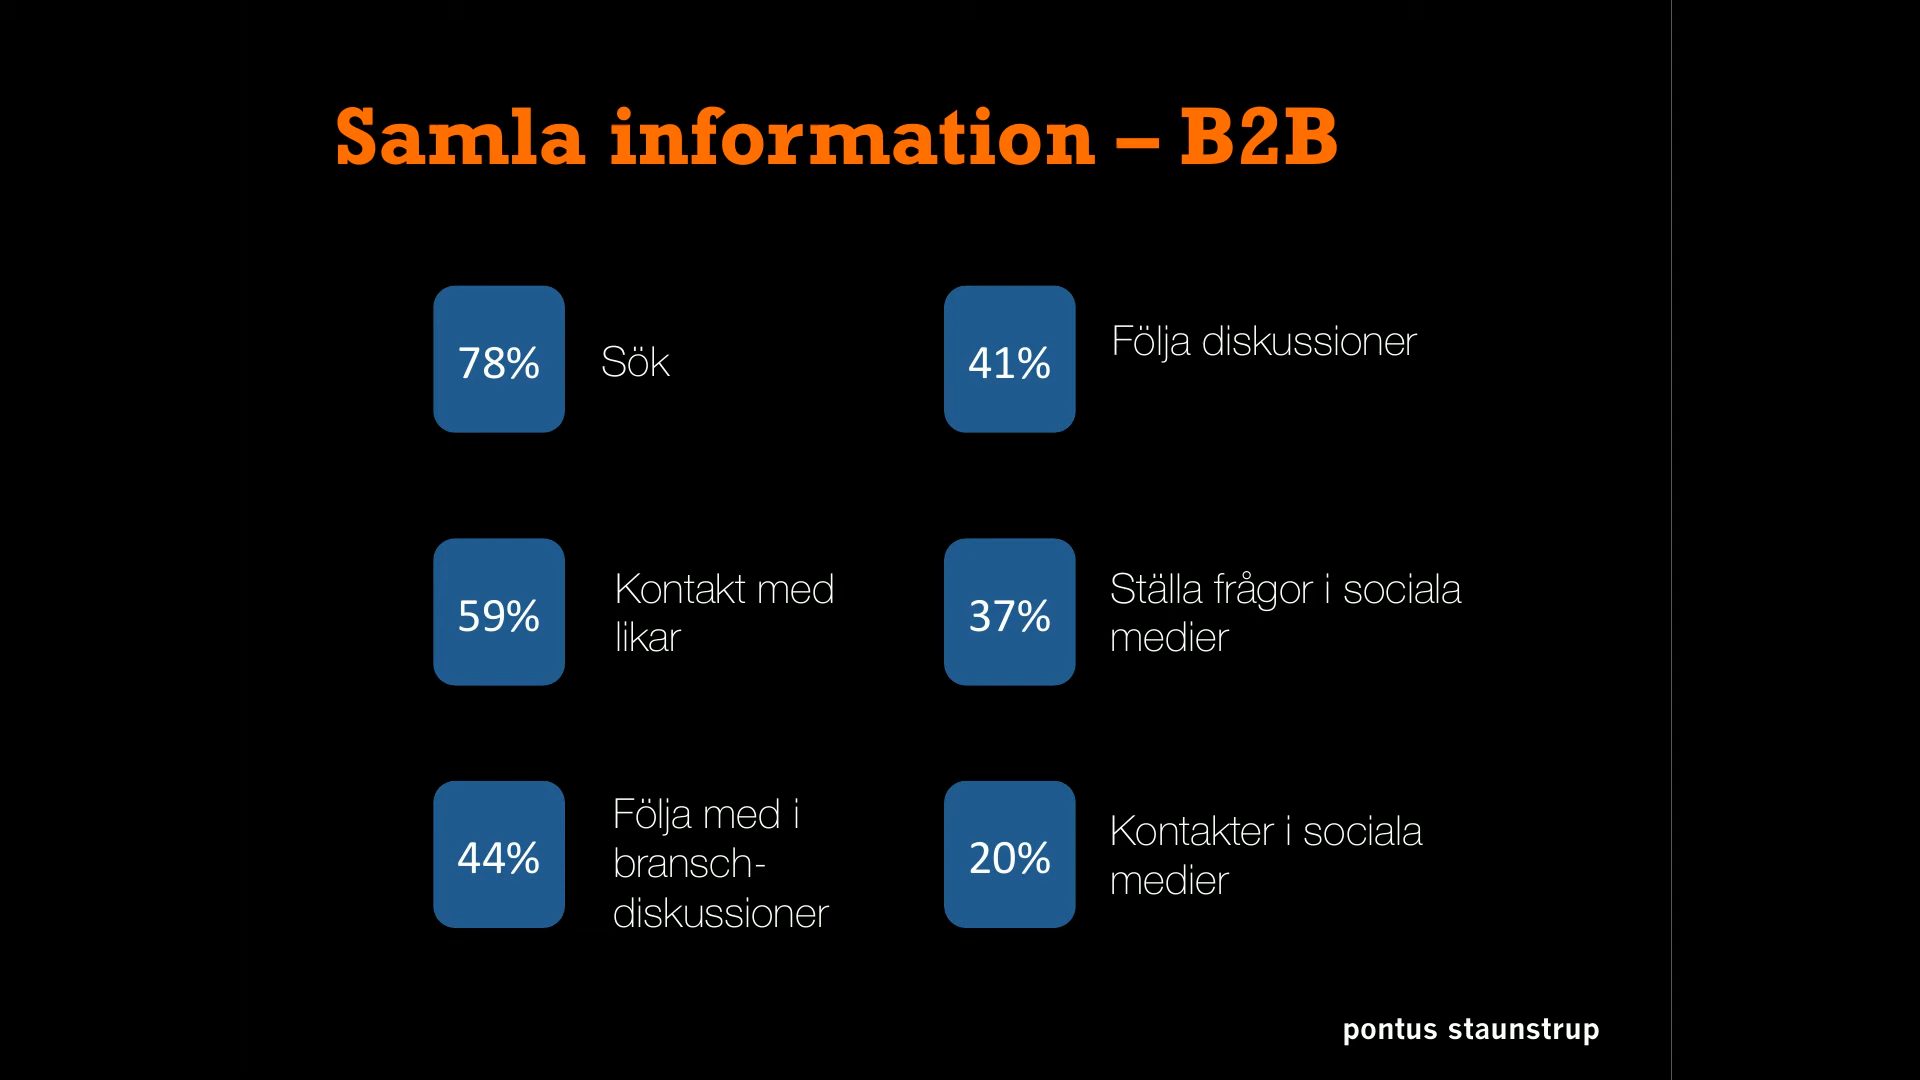 Samla information – B2B
78%
Sök
41%
Följa diskussioner
59%
Kontakt med
likar
37%
Ställa frågor i sociala
medier
44%
Följa med i
bransch-
diskussioner
20%
Kontakter i sociala
medier
pontus staunstrup